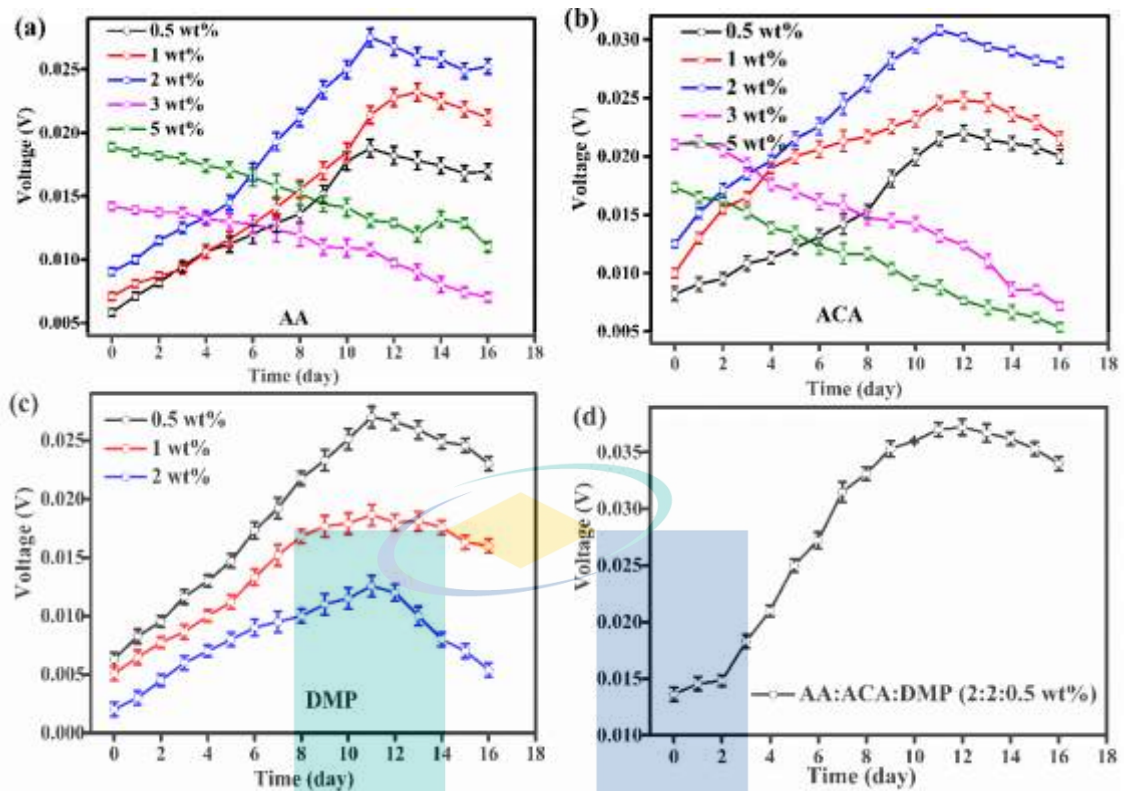 (a)
0.5 wt%
1 wt%
2 wt%
3 wt%
5 wt%
0.025
0.020
0.015
0.010
0.005
Voltage (V)
AA
0 2 4 6 8 10 12 14 16 18
Time (day)
(b)
0.5 wt%
1 wt%
2 wt%
3 wt%
5 wt%
0.030
0.025
0.020
0.015
0.010
0.005
Voltage (V)
ACA
0 2 4 6 8 10 12 14 16 18
Time (day)
(c)
0.5 wt%
1 wt%
2 wt%
0.025
0.020
0.015
0.010
0.005
0.000
Voltage (V)
DMP
0 2 4 6 8 10 12 14 16 18
Time (day)
(d)
0.035
0.030
0.025
0.020
0.015
0.010
Voltage (V)
AA:ACA:DMP (2:2:0.5 wt%)
0 2 4 6 8 10 12 14 16 18
Time (day)